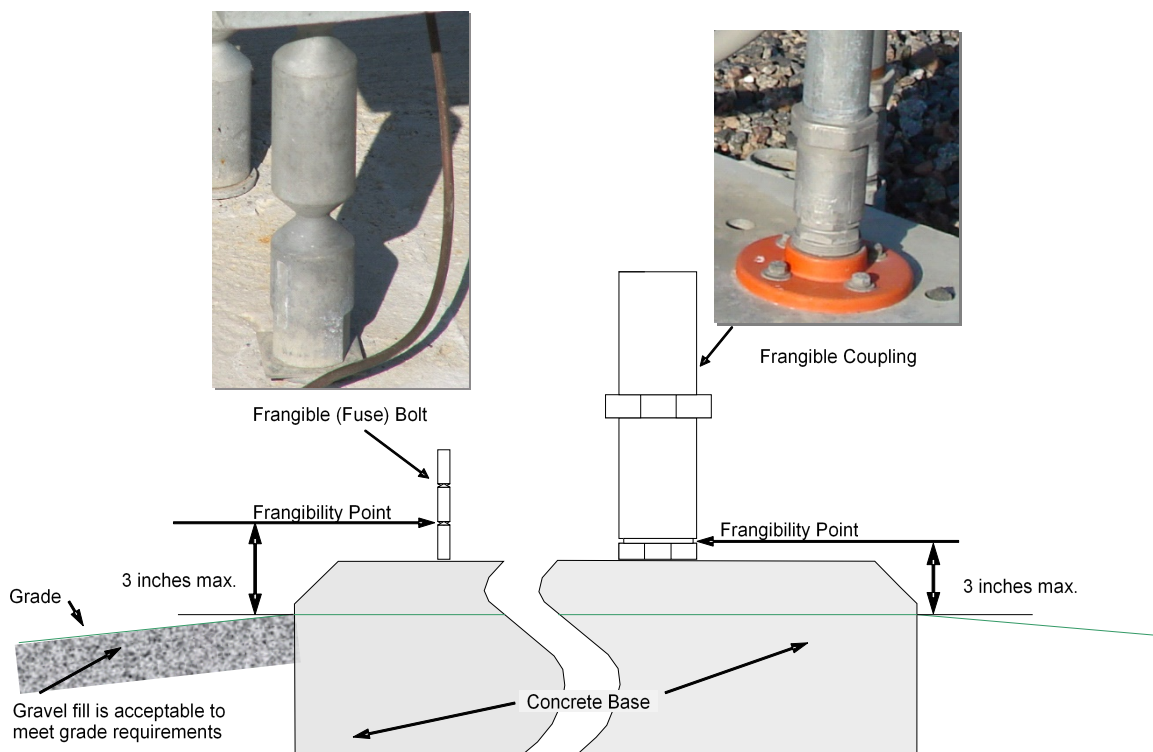 Frangible Coupling
Frangible (Fuse) Bolt
Frangibility Point
Frangibility Point
3 inches max.
3 inches max.
Grade
Concrete Base
Gravel fill is acceptable to
meet grade requirements